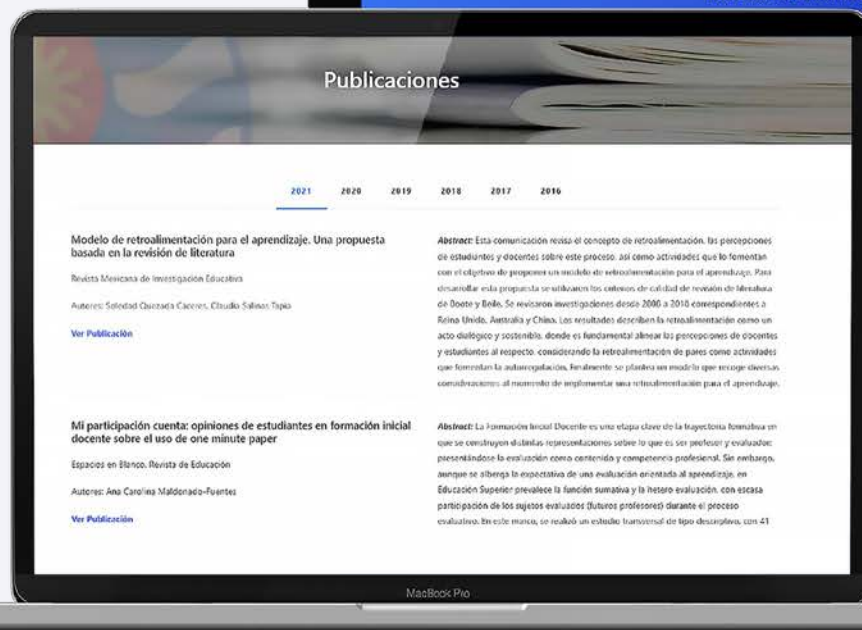 Publicaciones
2021 2020 2019 2018 2017 2016
Modelo de retroalimentación para el aprendizaje. Una propuesta
basada en la revisión de literatura
Revista Mexicana de Investigación Educativa
Autores: Soledad Quezada Cáceres, Claudio Salinas Tapia
Ver Publicación
Abstract: Esta comunicación revisa el concepto de retroalimentación, las percepciones
de estudiantes y docentes sobre este proceso, así como actividades que lo fomentan
con el objetivo de proponer un modelo de retroalimentación para el aprendizaje. Para
desarrollar esta propuesta se utilizaron los criterios de calidad de revisión de literatura
de Boote y Beile. Se revisaron investigaciones desde 2000 a 2018 correspondientes a
Reino Unido, Australia y China. Los resultados describen la retroalimentación como un
acto dialógico y sostenible, donde es fundamental alinear las percepciones de docentes
y estudiantes al respecto, considerando la retroalimentación de pares como actividades
que fomentan la autorregulación. Finalmente se plantea un modelo que recoge diversas
consideraciones al momento de implementar una retroalimentación para el aprendizaje.
Mi participación cuenta: opiniones de estudiantes en formación inicial
docente sobre el uso de one minute paper
Espacios en Blanco. Revista de Educación
Autores: Ana Carolina Maldonado-Fuentes
Ver Publicación
Abstract: La Formación Inicial Docente es una etapa clave de la trayectoria formativa en
que se construyen distintas representaciones sobre lo que es ser profesor y evaluador;
presentándose la evaluación como contenido y competencia profesional. Sin embargo,
aunque se alberga la expectativa de una evaluación orientada al aprendizaje, en
Educación Superior prevalece la función sumativa y la hetero evaluación, con escasa
participación de los sujetos evaluados (futuros profesores) durante el proceso
evaluativo. En este marco, se realizó un estudio transversal de tipo descriptivo, con 41
MacBook Pro